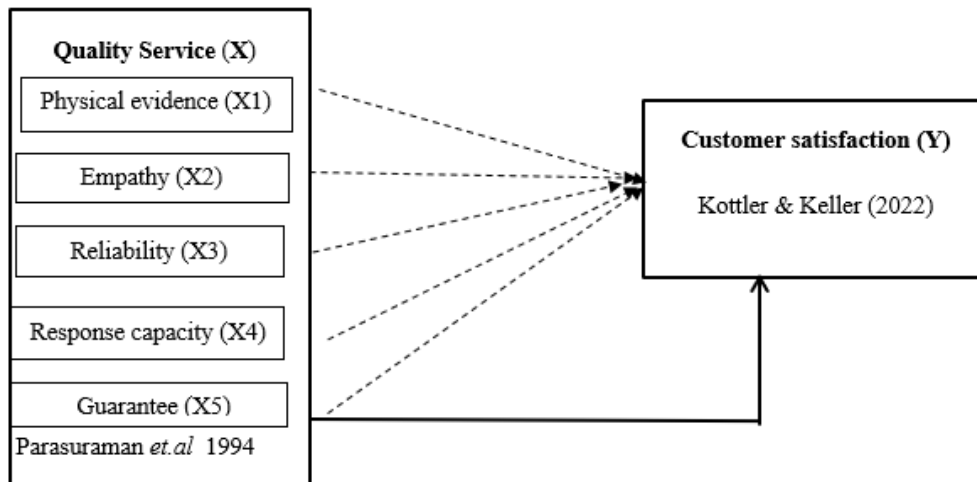 Quality Service (X)
Physical evidence (X1)
Empathy (X2)
Reliability (X3)
Response capacity (X4)
Guarantee (X5)
Parasuraman et.al 1994
Customer satisfaction (Y)
Kottler & Keller (2022)